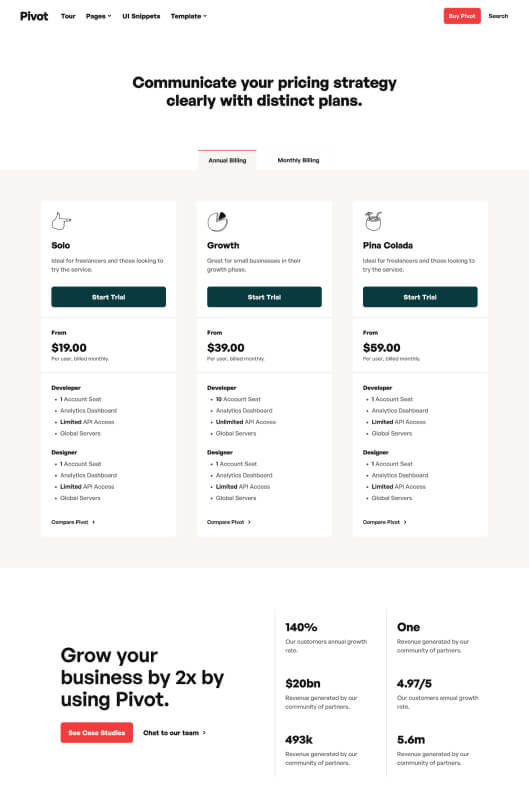 Pivot
Tour
Pages
UI Snippets
Template
Buy Pivot
Search
Communicate your pricing strategy
clearly with distinct plans.
Annual Billing
Monthly Billing
Solo
Ideal for freelancers and those looking to
try the service.
Start Trial
From
$19.00
Per user, billed monthly.
Developer
1 Account Seat
Analytics Dashboard
Limited API Access
Global Servers
Designer
1 Account Seat
Analytics Dashboard
Limited API Access
Global Servers
Compare Pivot
Growth
Great for small businesses in their
growth phase.
Start Trial
From
$39.00
Per user, billed monthly.
Developer
10 Account Seat
Analytics Dashboard
Unlimited API Access
Global Servers
Designer
1 Account Seat
Analytics Dashboard
Limited API Access
Global Servers
Compare Pivot
Pina Colada
Ideal for freelancers and those looking to
try the service.
Start Trial
From
$59.00
Per user, billed monthly.
Developer
1 Account Seat
Analytics Dashboard
Limited API Access
Global Servers
Designer
1 Account Seat
Analytics Dashboard
Limited API Access
Global Servers
Compare Pivot
Grow your
business by 2x by
using Pivot.
See Case Studies
Chat to our team
140%
Our customers annual growth
rate.
One
Revenue generated by our
community of partners.
$20bn
Revenue generated by our
community of partners.
4.97/5
Our customers annual growth
rate.
493k
Revenue generated by our
community of partners.
5.6m
Revenue generated by our
community of partners.